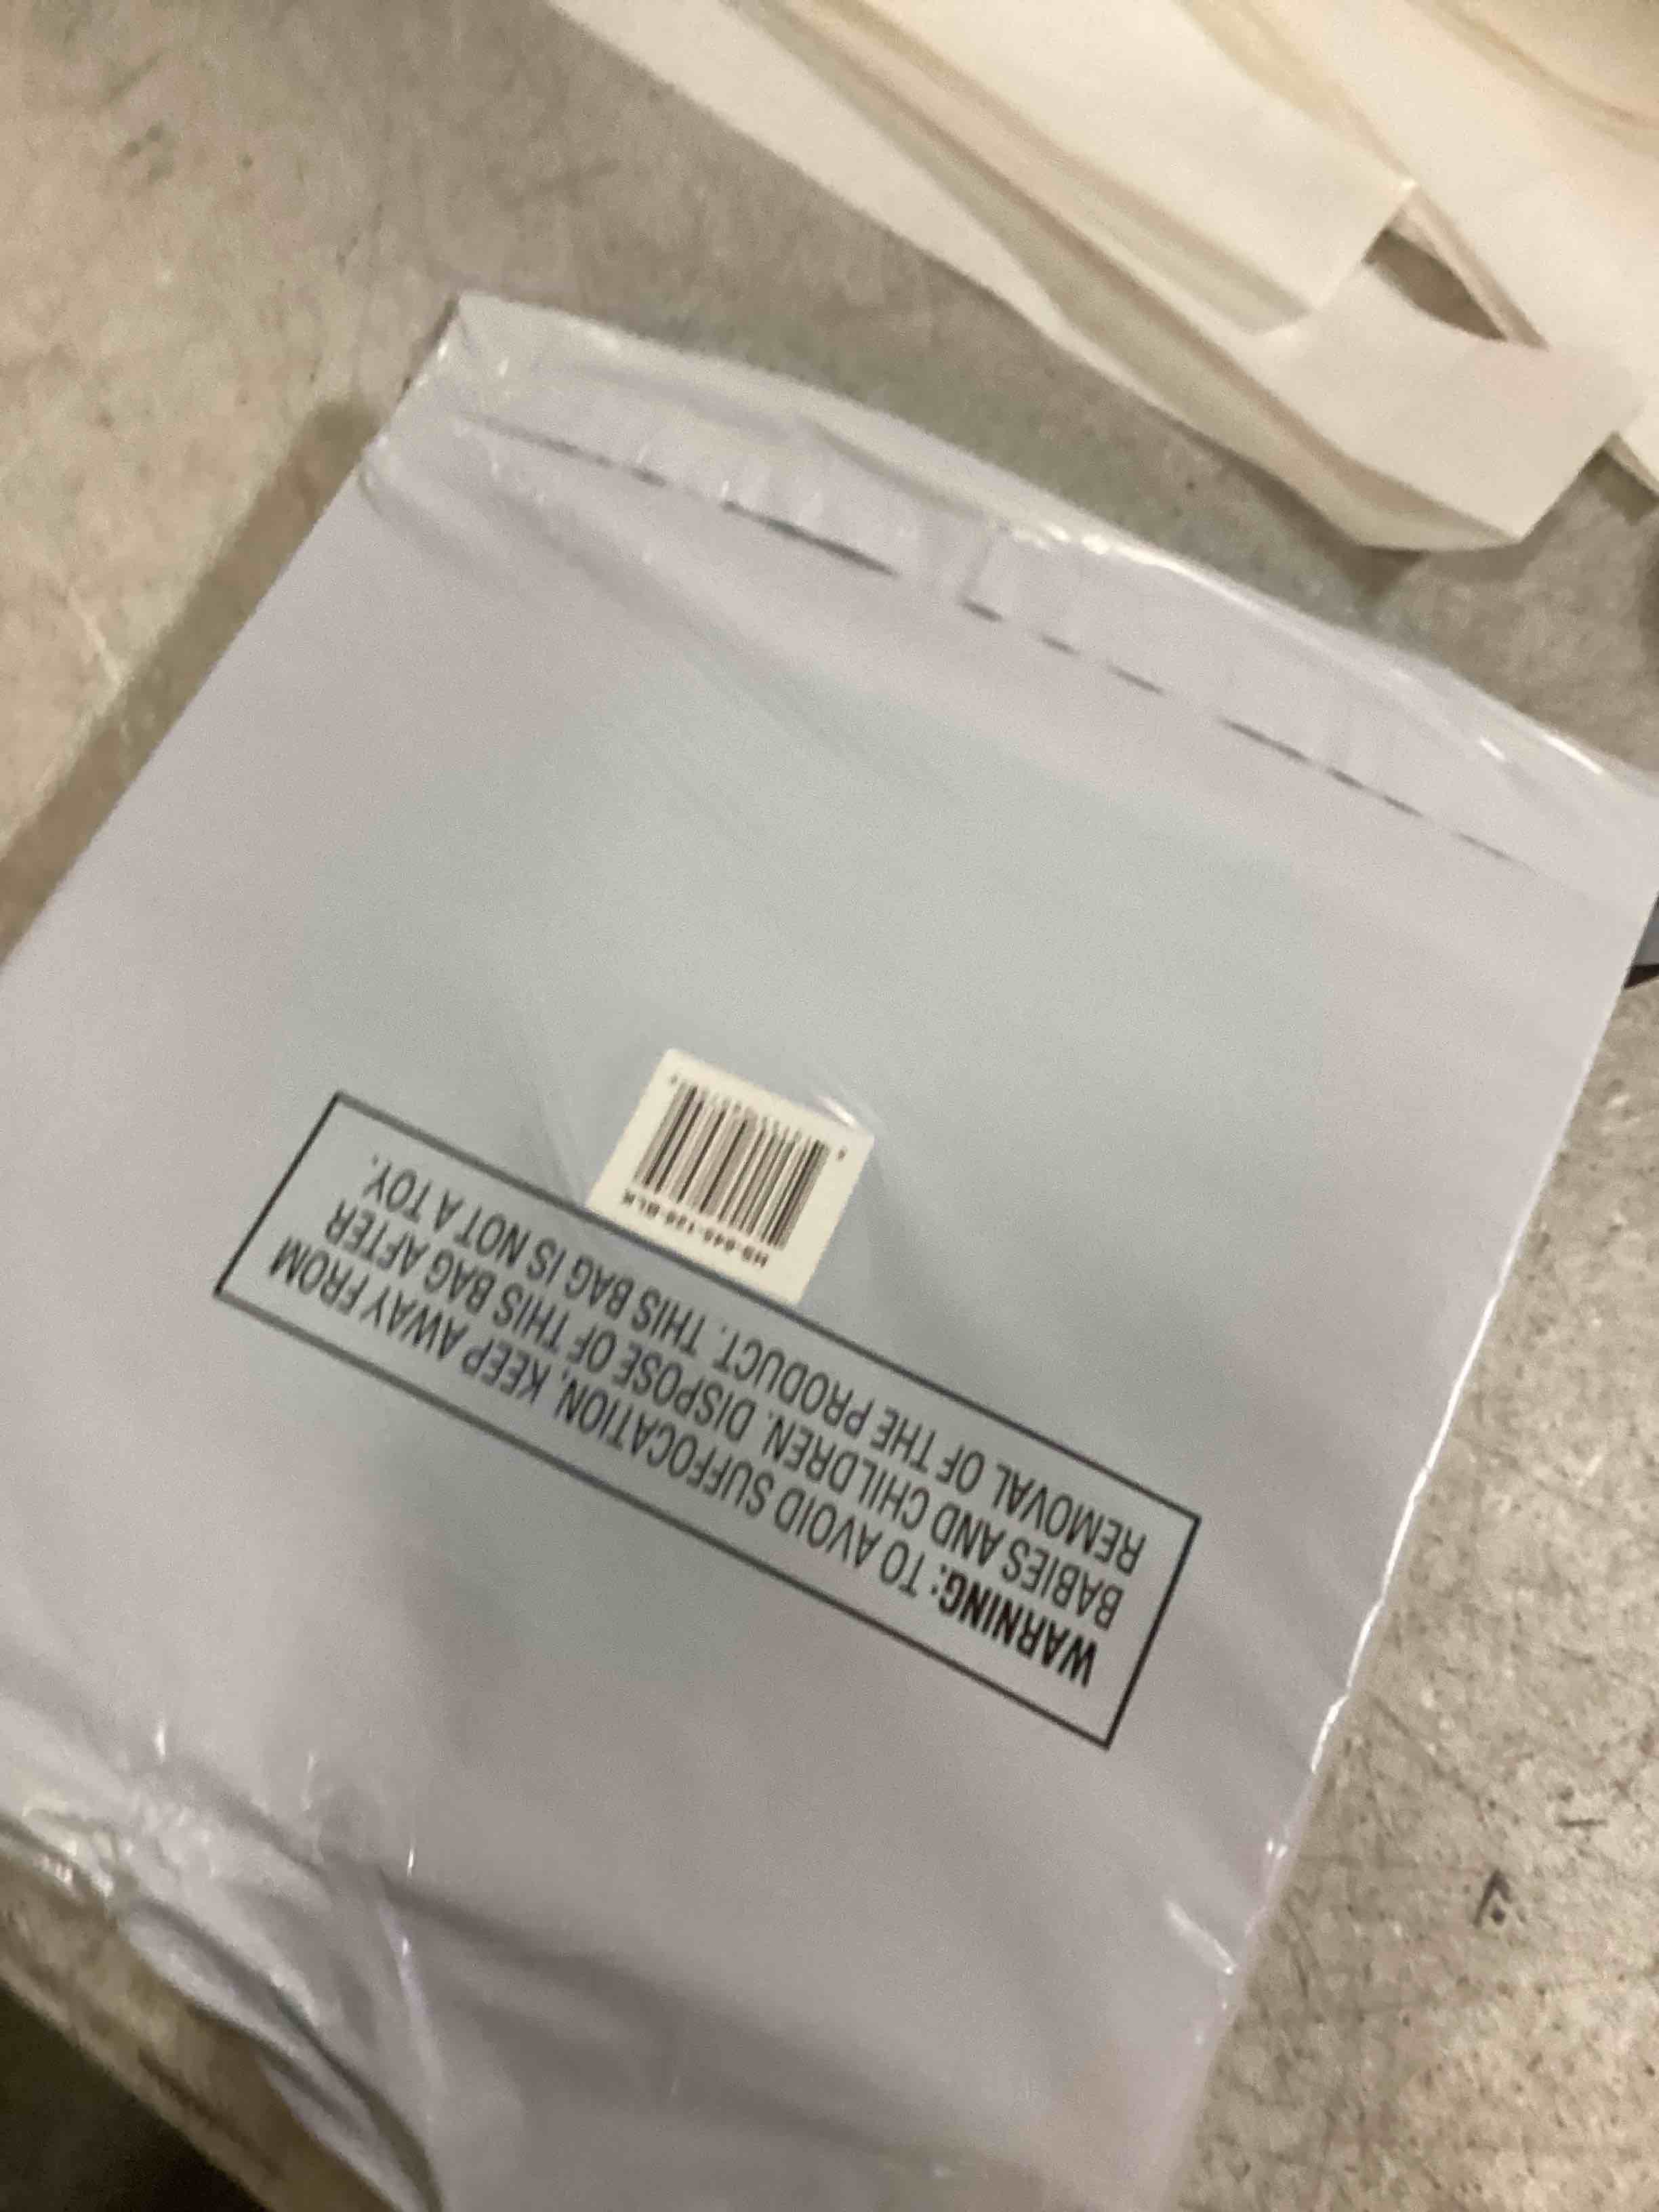 WARNING: TO AVOID SUFFOCATION, KEEP AWAY FROM
BABIES AND CHILDREN. DISPOSE OF THIS BAG AFTER
REMOVAL OF THE PRODUCT. THIS BAG IS NOT A TOY.